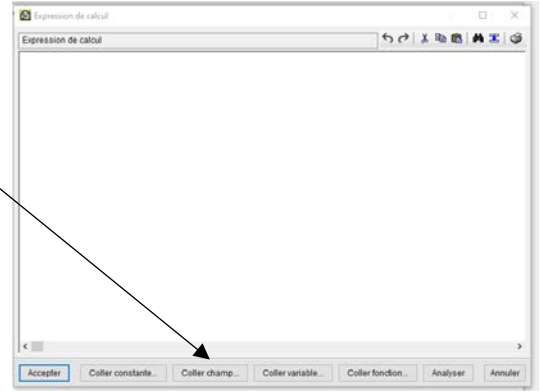 Expression de calcul
Expression de calcul
Accepter Coller constante... Coller champ... Coller variable... Coller fonction... Analyser Annuler